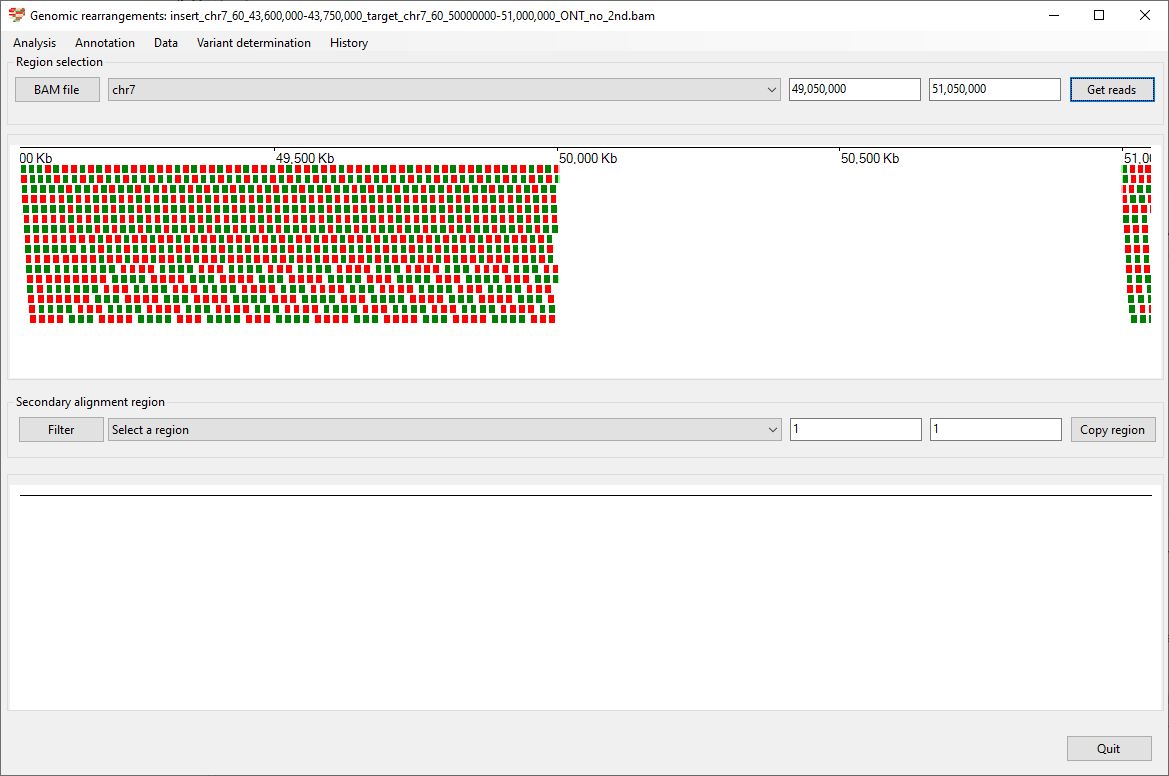 Genomic rearrangements: insert_chr7_60_43,600,000-43,750,000_target_chr7_60_50000000-51,000,000_ONT_no_2nd.bam
Analysis Annotation Data Variant determination History
Region selection
BAM file chr7 49,050,000 51,050,000 Get reads
00 Kb 49,500 Kb 50,000 Kb 50,500 Kb 51,0
Secondary alignment region
Filter Select a region 1 1 Copy region
Quit